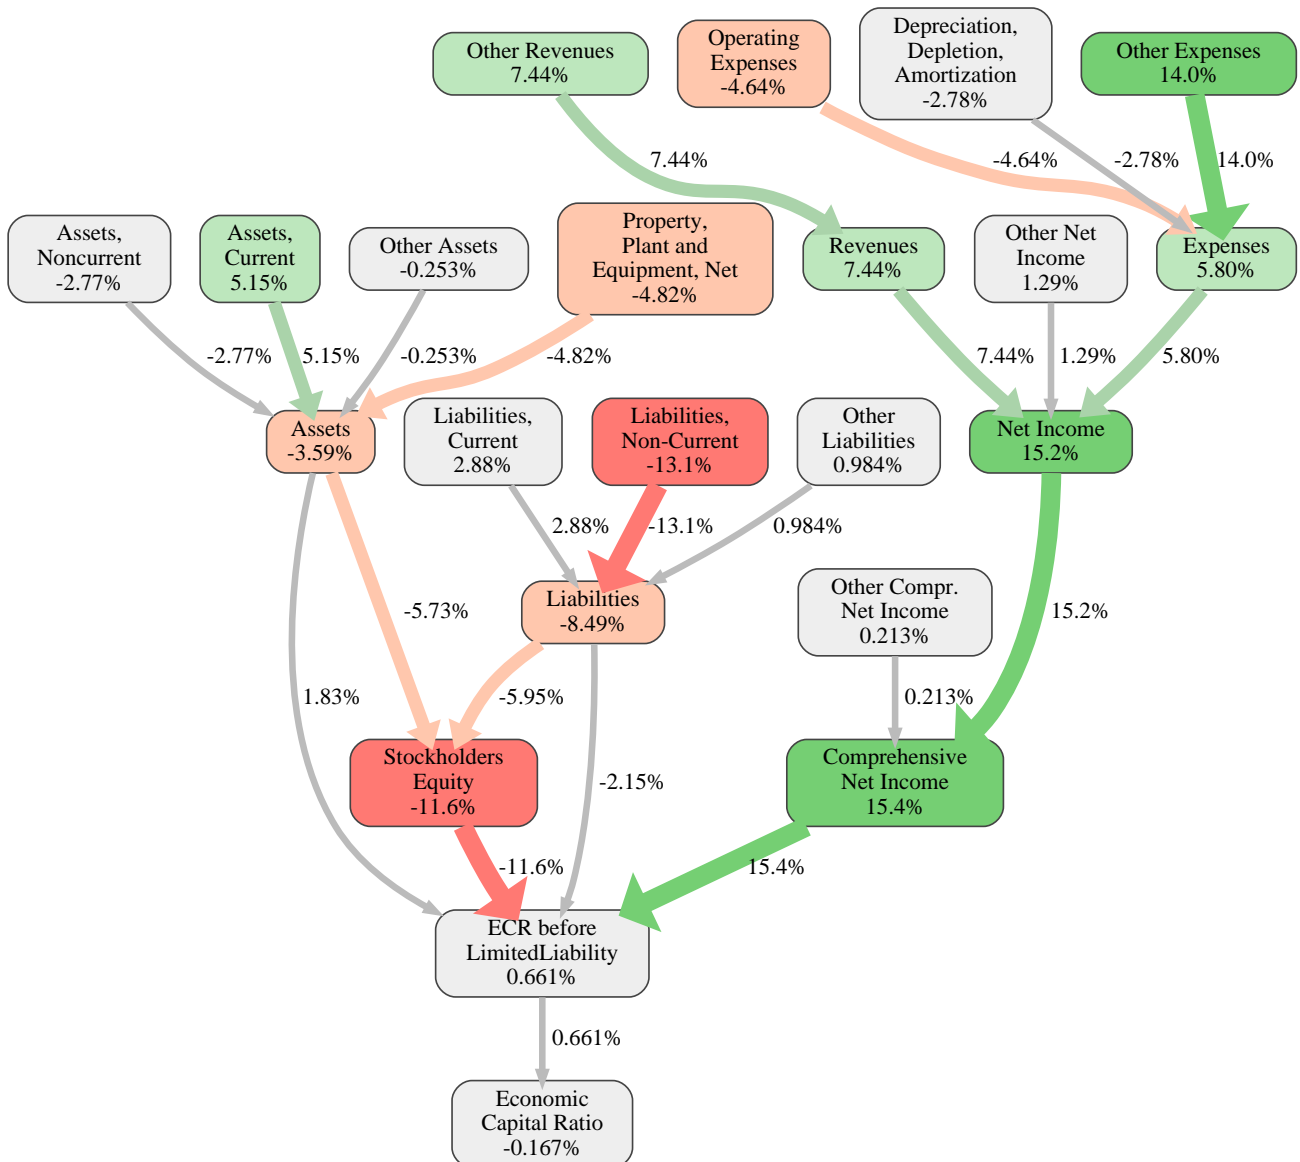 Other Revenues
7.44%
Operating
Expenses
-4.64%
Depreciation,
Depletion,
Amortization
-2.78%
Other Expenses
14.0%
7.44%
-4.64%
-2.78%
14.0%
Assets,
Noncurrent
-2.77%
Assets,
Current
5.15%
Other Assets
-0.253%
Property,
Plant and
Equipment, Net
-4.82%
Revenues
7.44%
Other Net
Income
1.29%
Expenses
5.80%
-2.77%
5.15%
-0.253%
-4.82%
7.44%
1.29%
5.80%
Assets
-3.59%
Liabilities,
Current
2.88%
Liabilities,
Non-Current
-13.1%
Other
Liabilities
0.984%
Net Income
15.2%
2.88%
-13.1%
0.984%
Liabilities
-8.49%
Other Compr.
Net Income
0.213%
-5.73%
15.2%
1.83%
-5.95%
0.213%
Stockholders
Equity
-11.6%
-2.15%
Comprehensive
Net Income
15.4%
-11.6%
15.4%
ECR before
LimitedLiability
0.661%
0.661%
Economic
Capital Ratio
-0.167%